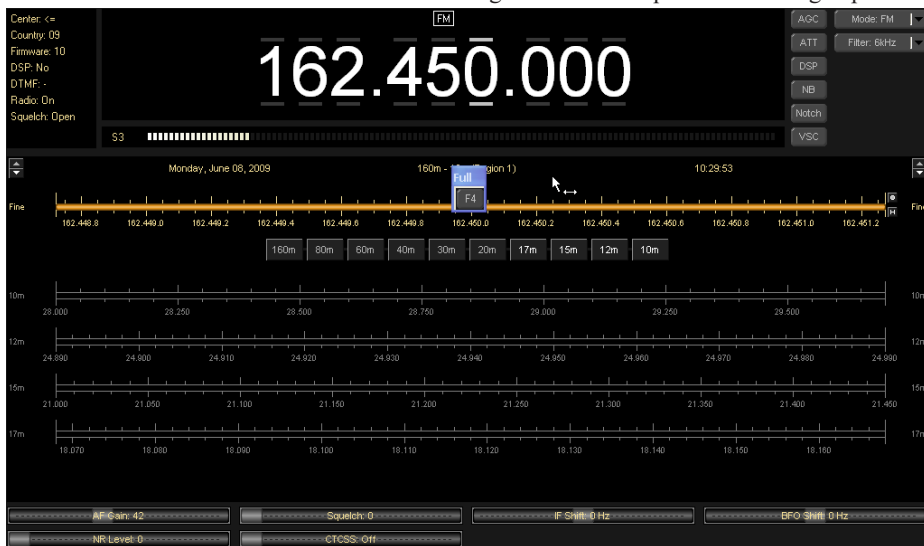 Center: <=
Country: 09
Firmware: 10
DSP: No
DTMF: -
Radio: On
Squelch: Open
FM
162.450.000
AGC
ATT
DSP
NB
Notch
VSC
Mode: FM
Filter: 6kHz
S3
Monday, June 08, 2009
160m -
gion 1)
10:29:53
Full
F4
Fine
Fin
162.448.8 162.449.0 162.449.2 162.449.4 162.449.6 162.449.8 162.450.0 162.450.2 162.450.4 162.450.6 162.450.8 162.451.0 162.451.2
160m 80m 60m 40m 30m 20m 17m 15m 12m 10m
10m 10m
28.000 28.250 28.500 28.750 29.000 29.250 29.500
12m 12m
24.890 24.900 24.910 24.920 24.930 24.940 24.950 24.960 24.970 24.980 24.990
15m 15m
21.000 21.050 21.100 21.150 21.200 21.250 21.300 21.350 21.400 21.450
17m 17m
18.070 18.080 18.090 18.100 18.110 18.120 18.130 18.140 18.150 18.160
AF Gain: 42
Squelch: 0
IF Shift: 0 Hz
BFO Shift: 0 Hz
NR Level: 0
CTCSS: Off